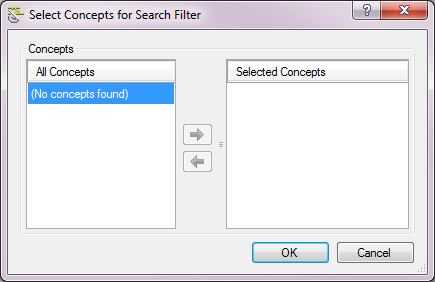 Select Concepts for Search Filter
?
Concepts
All Concepts
Selected Concepts
(No concepts found)
OK
Cancel